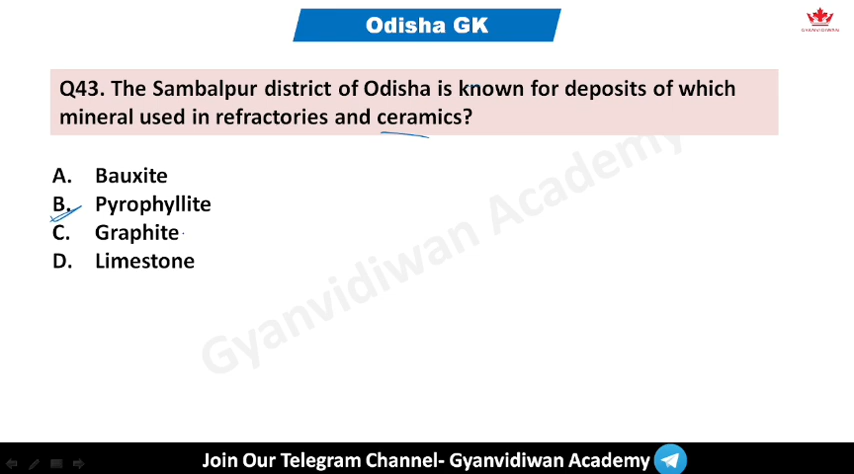 Odisha GK
GYANVIDIWAN
Q43. The Sambalpur district of Odisha is known for deposits of which
mineral used in refractories and ceramics?
A. Bauxite
B. Pyrophyllite
C. Graphite
D. Limestone
Gyanvidiwan Academy
Join Our Telegram Channel- Gyanvidiwan Academy